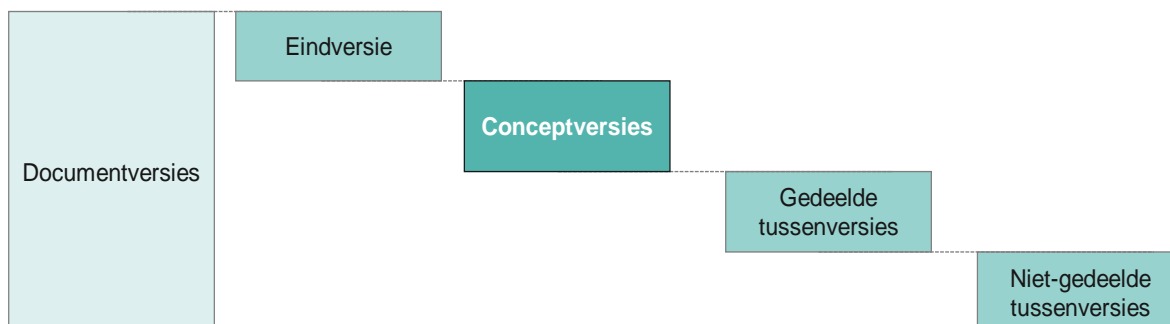 Eindversie
Conceptversies
Documentversies
Gedeelde
tussenversies
Niet-gedeelde
tussenversies